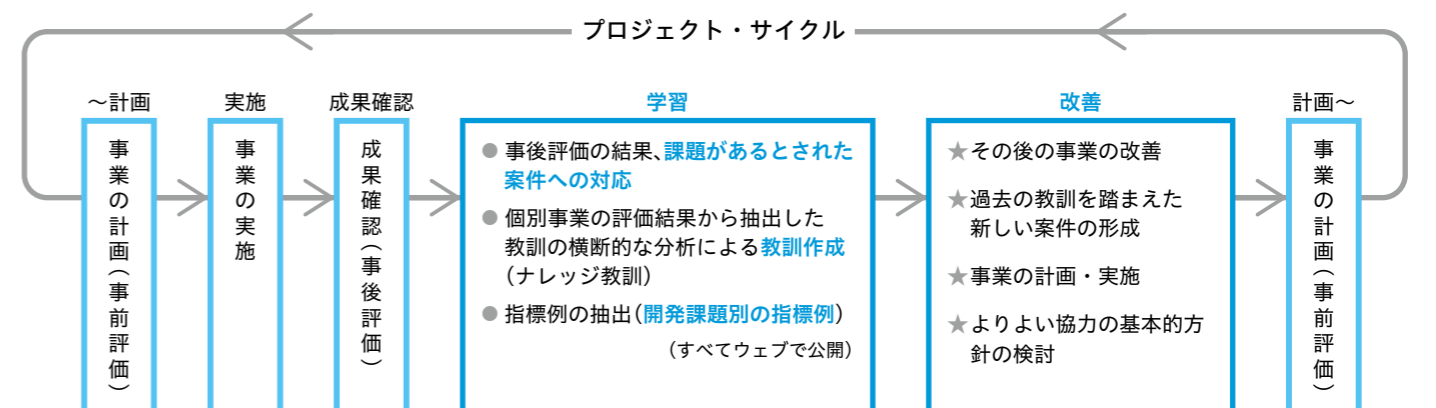 プロジェクト・サイクル
～計画
事業の計画（事前評価）
実施
事業の実施
成果確認
成果確認（事後評価）
学習
● 事後評価の結果、課題があるとされた
案件への対応
● 個別事業の評価結果から抽出した
教訓の横断的な分析による教訓作成
（ナレッジ教訓）
● 指標例の抽出（開発課題別の指標例）
（すべてウェブで公開）
改善
★その後の事業の改善
★過去の教訓を踏まえた
新しい案件の形成
★事業の計画・実施
★よりよい協力の基本的方
針の検討
計画～
事業の計画（事前評価）